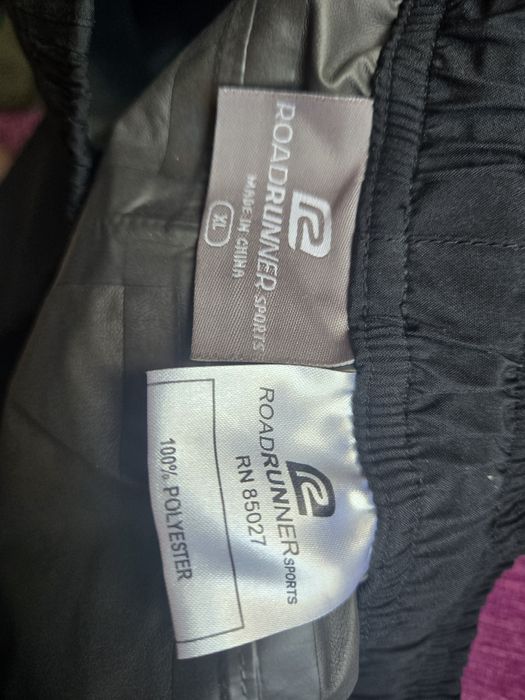 ROADRUNNER SPORTS
MADE IN CHINA
XL
ROADRUNNER SPORTS
RN 85027
100% POLYESTER